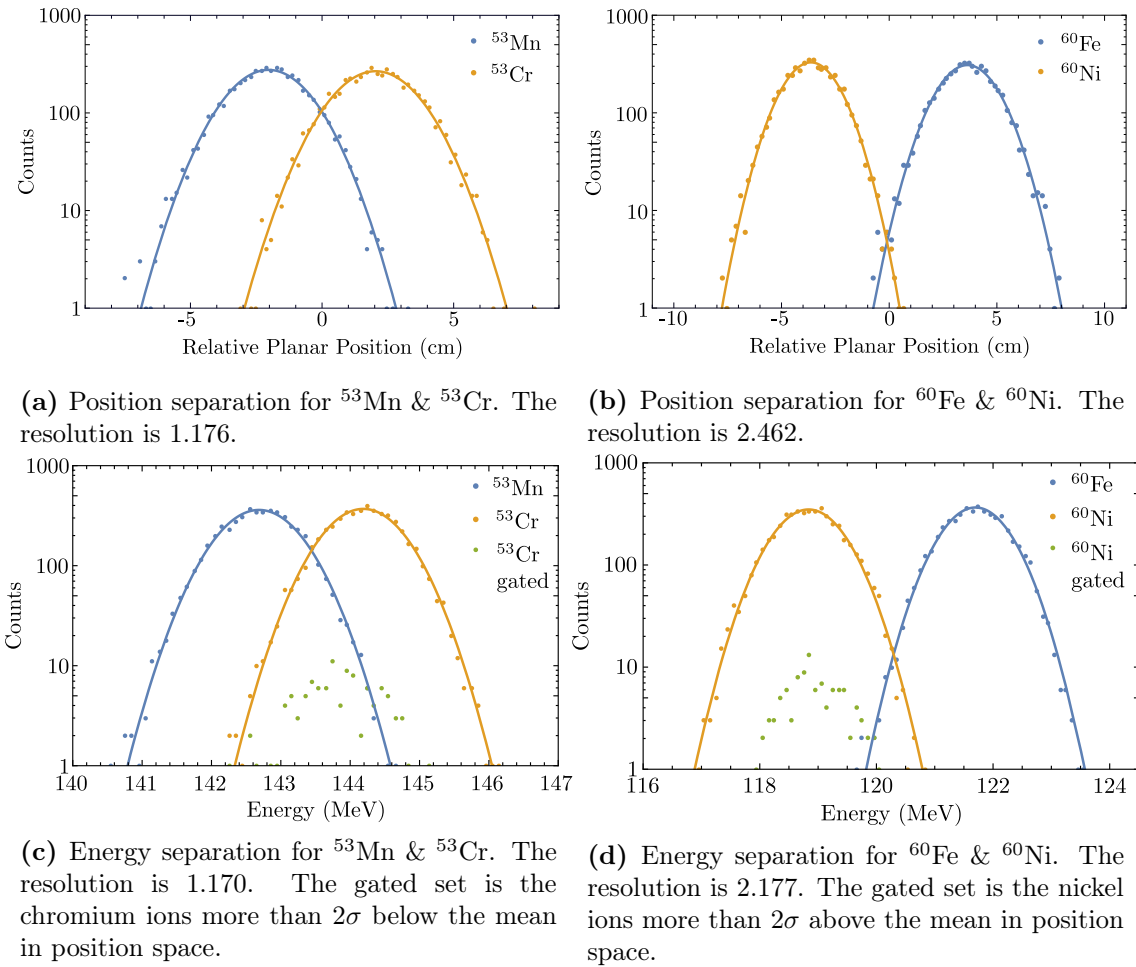 1000
100
10
1
Counts
⁵³Mn
⁵³Cr
-5
0
5
Relative Planar Position (cm)
(a) Position separation for ⁵³Mn & ⁵³Cr. The
resolution is 1.176.
1000
100
10
1
Counts
⁶⁰Fe
⁶⁰Ni
-10
-5
0
5
10
Relative Planar Position (cm)
(b) Position separation for ⁶⁰Fe & ⁶⁰Ni. The
resolution is 2.462.
1000
100
10
1
Counts
⁵³Mn
⁵³Cr
⁵³Cr
gated
140
141
142
143
144
145
146
147
Energy (MeV)
(c) Energy separation for ⁵³Mn & ⁵³Cr. The
resolution is 1.170. The gated set is the
chromium ions more than 2σ below the mean
in position space.
1000
100
10
1
Counts
⁶⁰Fe
⁶⁰Ni
⁶⁰Ni
gated
116
118
120
122
124
Energy (MeV)
(d) Energy separation for ⁶⁰Fe & ⁶⁰Ni. The
resolution is 2.177. The gated set is the nickel
ions more than 2σ above the mean in position
space.